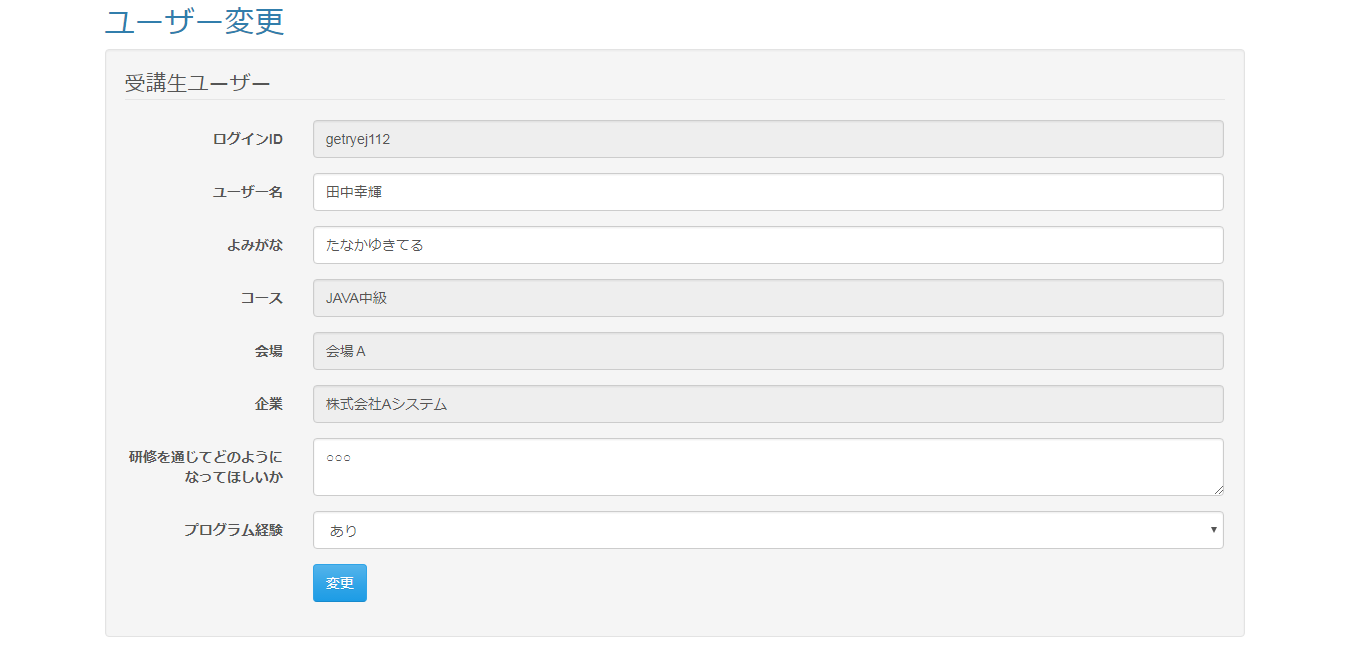 ユーザー変更
受講生ユーザー
ログインID
getryej112
ユーザー名
田中幸輝
よみがな
たなかゆきてる
コース
JAVA中級
会場
会場A
企業
株式会社Aシステム
研修を通じてどのように
なってほしいか
○○○
プログラム経験
あり
変更